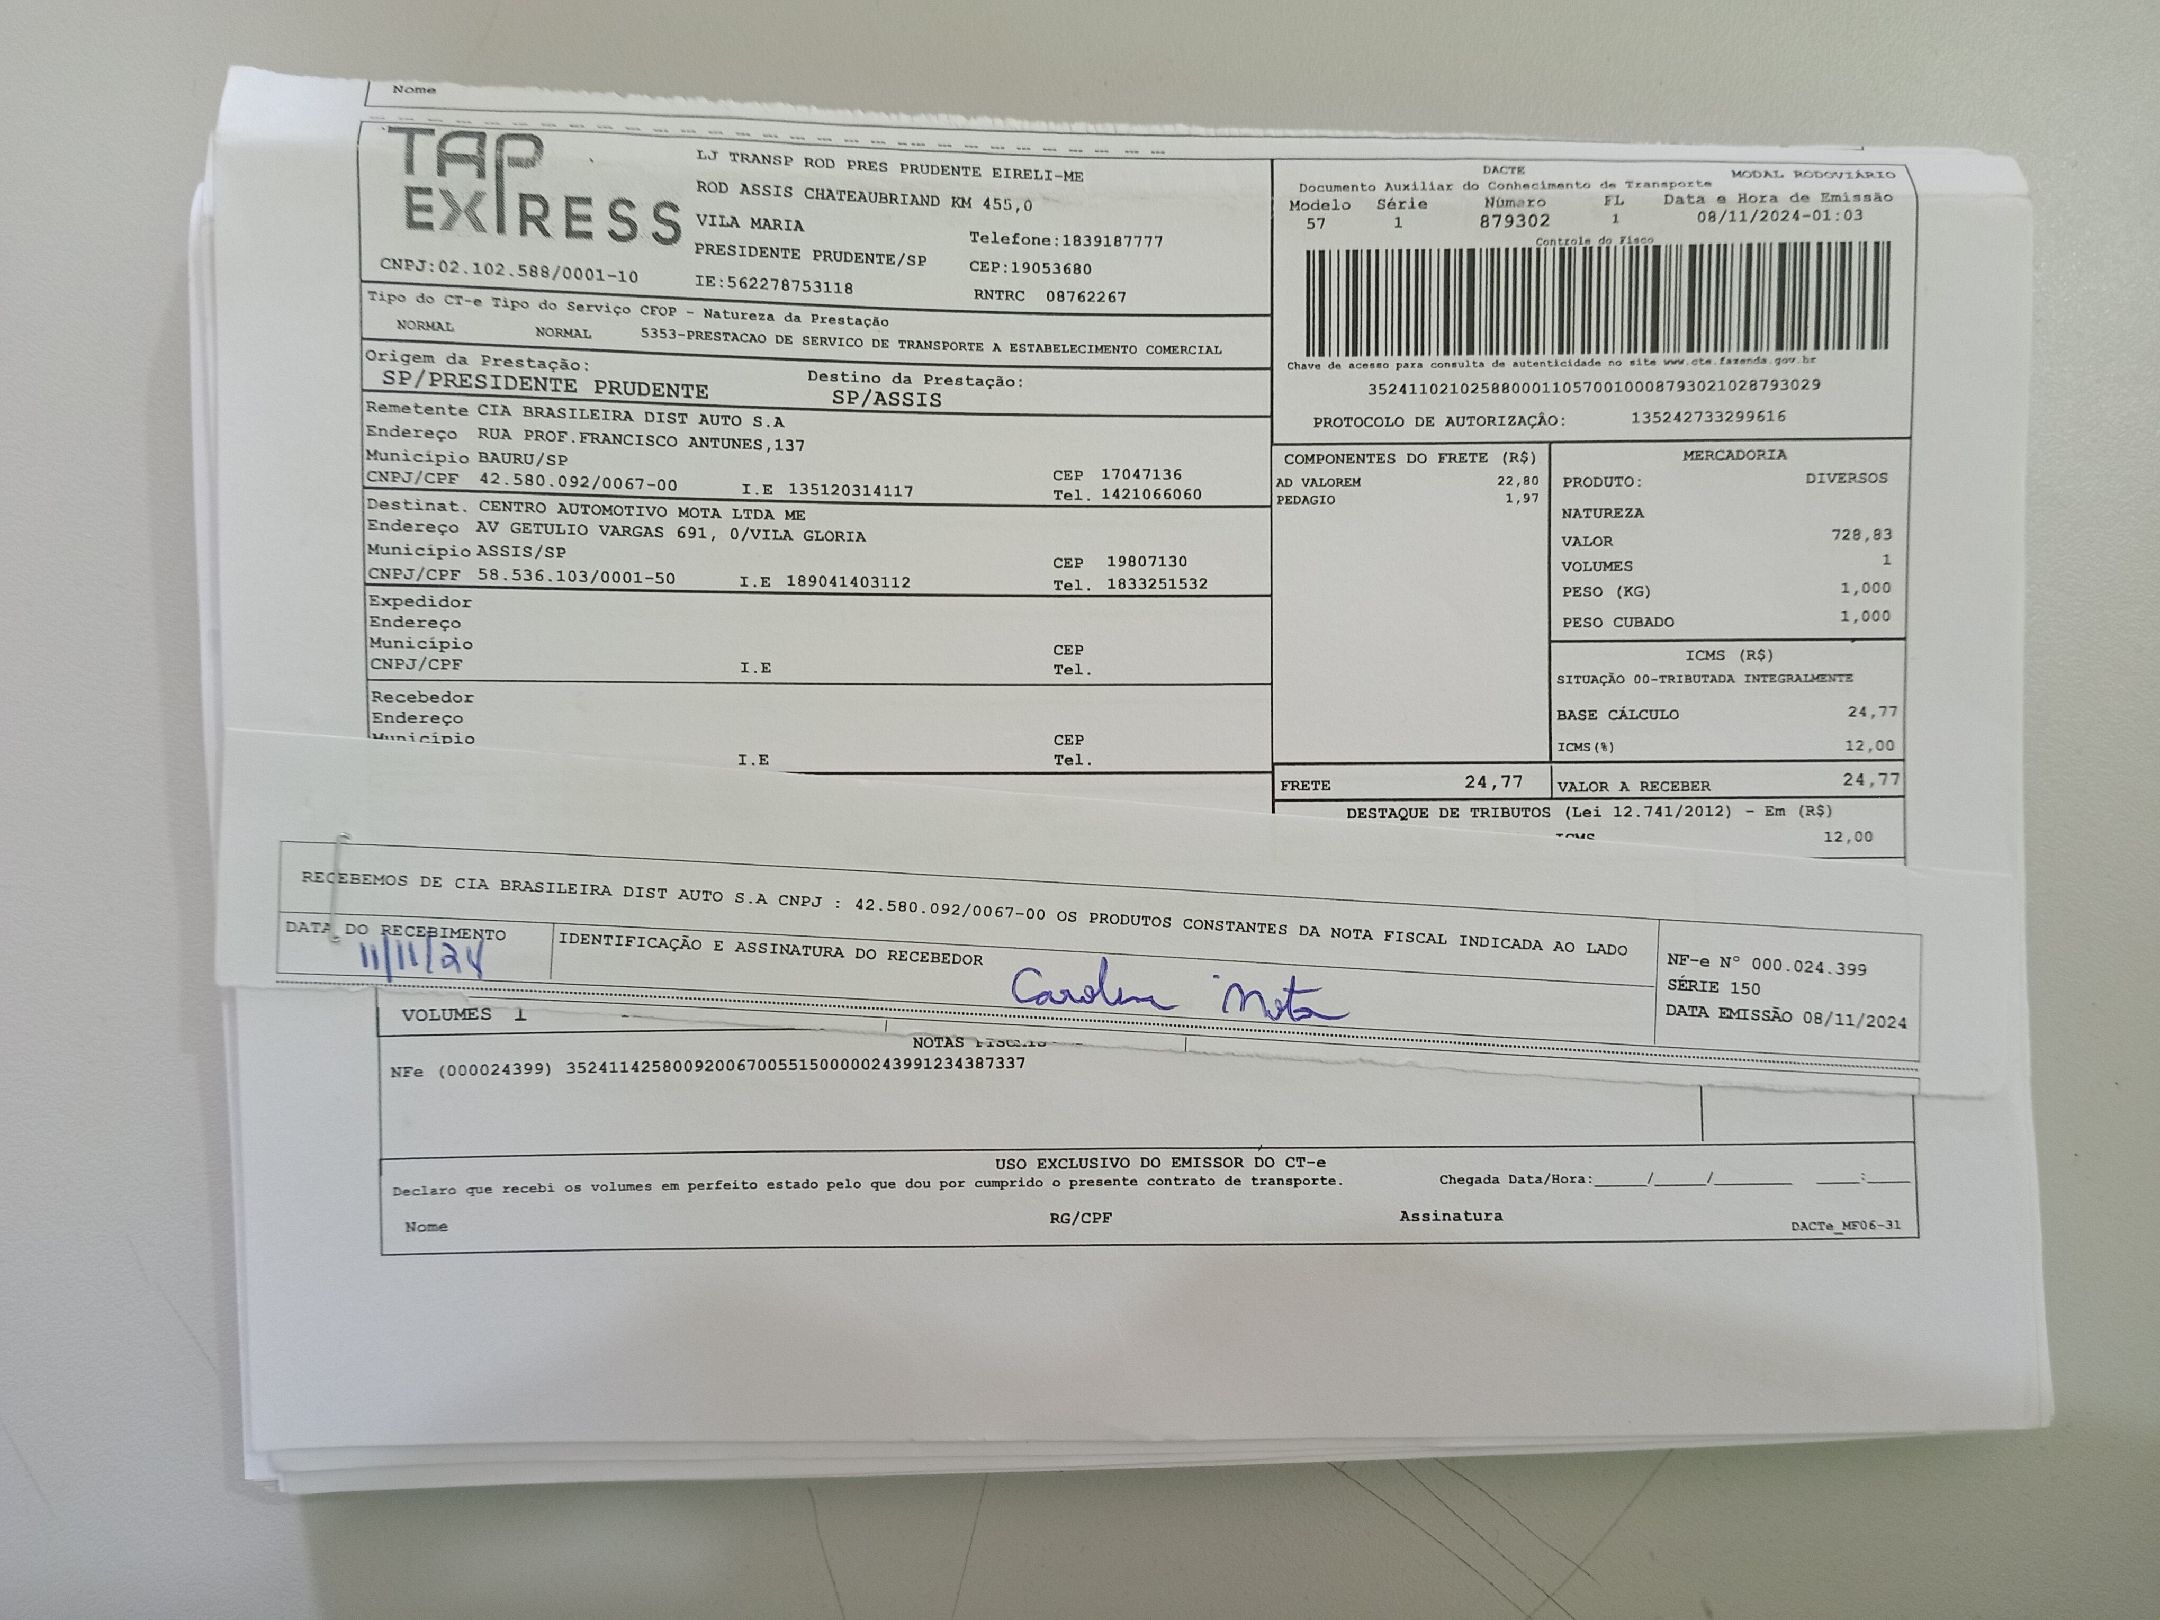 Nome
TAP EXPRESS
LJ TRANSP ROD PRES PRUDENTE EIRELI-ME
ROD ASSIS CHATEAUBRIAND KM 455,0
VILA MARIA
Telefone:1839187777
PRESIDENTE PRUDENTE/SP
CEP:19053680
CNPJ:02.102.588/0001-10
IE:562278753118
RNTRC 08762267
DACTE
MODAL RODOVIÁRIO
Documento Auxiliar do Conhecimento de Transporte
Modelo Série Número FL Data e Hora de Emissão
57 1 879302 1 08/11/2024-01:03
Controle do Fisco
Chave de acesso para consulta de autenticidade no site www.cte.fazenda.gov.br
35241102102588000110570010008793021028793029
PROTOCOLO DE AUTORIZAÇÂO: 135242733299616
Tipo do CT-e Tipo do Serviço CFOP - Natureza da Prestação
NORMAL NORMAL 5353-PRESTACAO DE SERVICO DE TRANSPORTE A ESTABELECIMENTO COMERCIAL
Origem da Prestação: Destino da Prestação:
SP/PRESIDENTE PRUDENTE SP/ASSIS
Remetente CIA BRASILEIRA DIST AUTO S.A
Endereço RUA PROF.FRANCISCO ANTUNES,137
Município BAURU/SP CEP 17047136
CNPJ/CPF 42.580.092/0067-00 I.E 135120314117 Tel. 1421066060
Destinat. CENTRO AUTOMOTIVO MOTA LTDA ME
Endereço AV GETULIO VARGAS 691, 0/VILA GLORIA
Município ASSIS/SP CEP 19807130
CNPJ/CPF 58.536.103/0001-50 I.E 189041403112 Tel. 1833251532
Expedidor
Endereço
Município CEP
CNPJ/CPF I.E Tel.
Recebedor
Endereço
Município CEP
I.E Tel.
COMPONENTES DO FRETE (R$)
AD VALOREM 22,80
PEDAGIO 1,97
MERCADORIA
PRODUTO: DIVERSOS
NATUREZA
VALOR 728,83
VOLUMES 1
PESO (KG) 1,000
PESO CUBADO 1,000
ICMS (R$)
SITUAÇÃO 00-TRIBUTADA INTEGRALMENTE
BASE CÁLCULO 24,77
ICMS(%) 12,00
FRETE 24,77 VALOR A RECEBER 24,77
DESTAQUE DE TRIBUTOS (Lei 12.741/2012) - Em (R$)
ICMS 12,00
RECEBEMOS DE CIA BRASILEIRA DIST AUTO S.A CNPJ : 42.580.092/0067-00 OS PRODUTOS CONSTANTES DA NOTA FISCAL INDICADA AO LADO
DATA DO RECEBIMENTO IDENTIFICAÇÃO E ASSINATURA DO RECEBEDOR
11/11/24 Carolina Mota
NF-e N° 000.024.399
SÉRIE 150
DATA EMISSÃO 08/11/2024
VOLUMES 1
NOTAS FISCAIS
NFe (000024399) 35241142580092006700551500000243991234387337
USO EXCLUSIVO DO EMISSOR DO CT-e
Declaro que recebi os volumes em perfeito estado pelo que dou por cumprido o presente contrato de transporte. Chegada Data/Hora:_____/_____/_______ ____:____
Nome RG/CPF Assinatura
DACTe_MF06-31